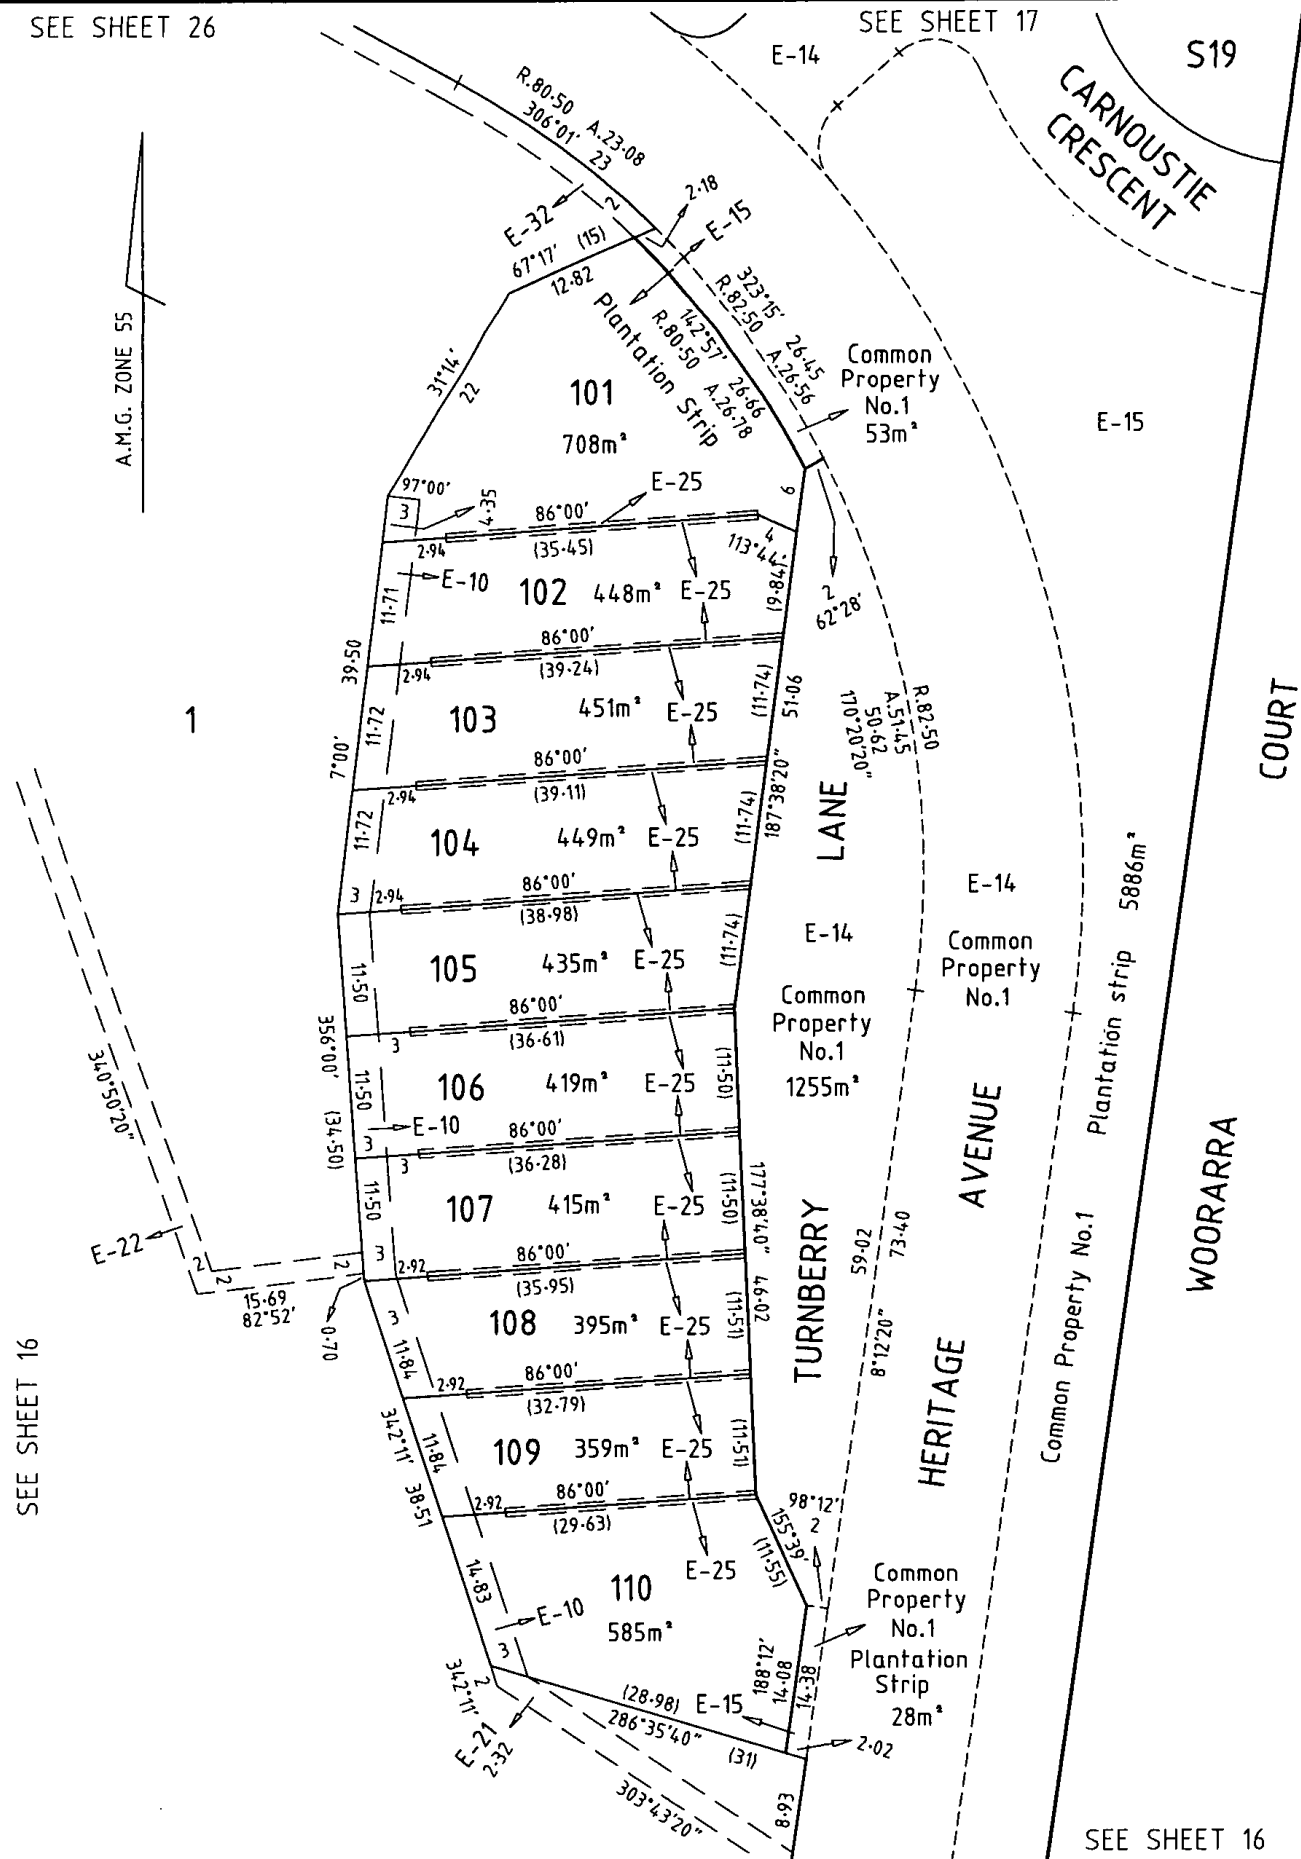 SEE SHEET 26
SEE SHEET 17
S19
CARNOUSTIE
CRESCENT
E-14
R.80·50 A.23·08
306°01' 23
2
2·18
E-32
E-15
67°17' (15)
12·82
A.M.G. ZONE 55
323°15' 26·45
R.82·50 A.26·56
142°57' 26·66
R.80·50 A.26·78
Plantation Strip
Common
Property
No.1
53m²
E-15
31°14'
22
101
708m²
97°00'
3
4·35
E-25
9
86°00'
2·94
(35·45)
4
113°44'
E-10
102 448m² E-25
11·71
(9·84)
2
62°28'
39·50
86°00'
2·94
(39·24)
1
103
451m²
E-25
11·72
(11·74)
51·06
R.82·50
A.51·45
50·62
170°20'20"
7°00'
86°00'
2·94
(39·11)
187°38'20"
LANE
COURT
104
449m²
E-25
11·72
(11·74)
86°00'
3
2·94
(38·98)
E-14
5886m²
Plantation strip
105
435m²
E-25
11·50
(11·74)
E-14
Common
Property
No.1
86°00'
3
(36·61)
Common
Property
No.1
1255m²
356°00' (34·50)
340°50'20"
106
419m²
E-25
11·50
(11·50)
E-10
AVENUE
86°00'
3
3
(36·28)
107
415m²
E-25
11·50
(11·50)
177°38'40" 46·02
WOORARRA
Common Property No.1
E-22
2
2
2
3
15·69
82°52'
0·70
86°00'
2·92
(35·95)
TURNBERRY
59·02
73·40
8°12'20"
108
395m²
E-25
3
11·84
(11·51)
86°00'
2·92
(32·79)
HERITAGE
SEE SHEET 16
109
359m²
E-25
342°11' 38·51
11·84
(11·51)
86°00'
2·92
(29·63)
98°12'
2
155°39'
(11·55)
E-25
110
585m²
14·83
E-10
3
Common
Property
No.1
Plantation
Strip
28m²
188°12'
14·08
14·38
2
342°11'
E-21
2·32
(28·98)
286°35'40"
(31)
E-15
2·02
303°43'20"
8·93
SEE SHEET 16